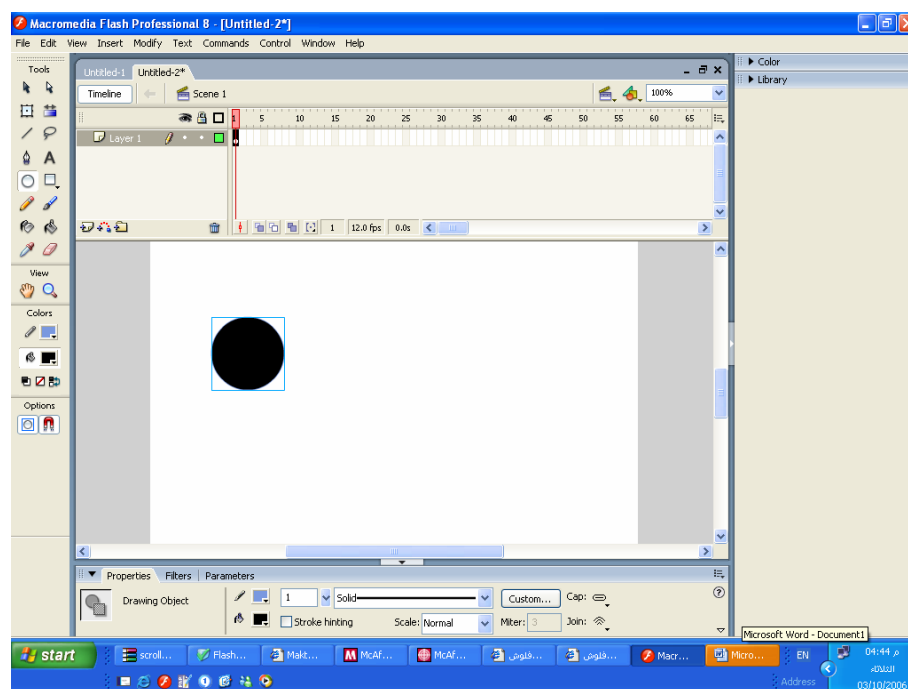 Macromedia Flash Professional 8 - [Untitled-2*]
File Edit View Insert Modify Text Commands Control Window Help
Tools
Untitled-1 Untitled-2*
Color
Library
Timeline Scene 1 100%
1 5 10 15 20 25 30 35 40 45 50 55 60 65
Layer 1
1 12.0 fps 0.0s
View
Colors
Options
Properties Filters Parameters
Drawing Object 1 Solid Custom... Cap:
Stroke hinting Scale: Normal Miter: 3 Join:
Microsoft Word - Document1
start scroll... Flash... Makt... McAf... McAf... فلوش... فلوش... Macr... Micro... EN 04:44 م
الثلاثاء
Address 03/10/2006